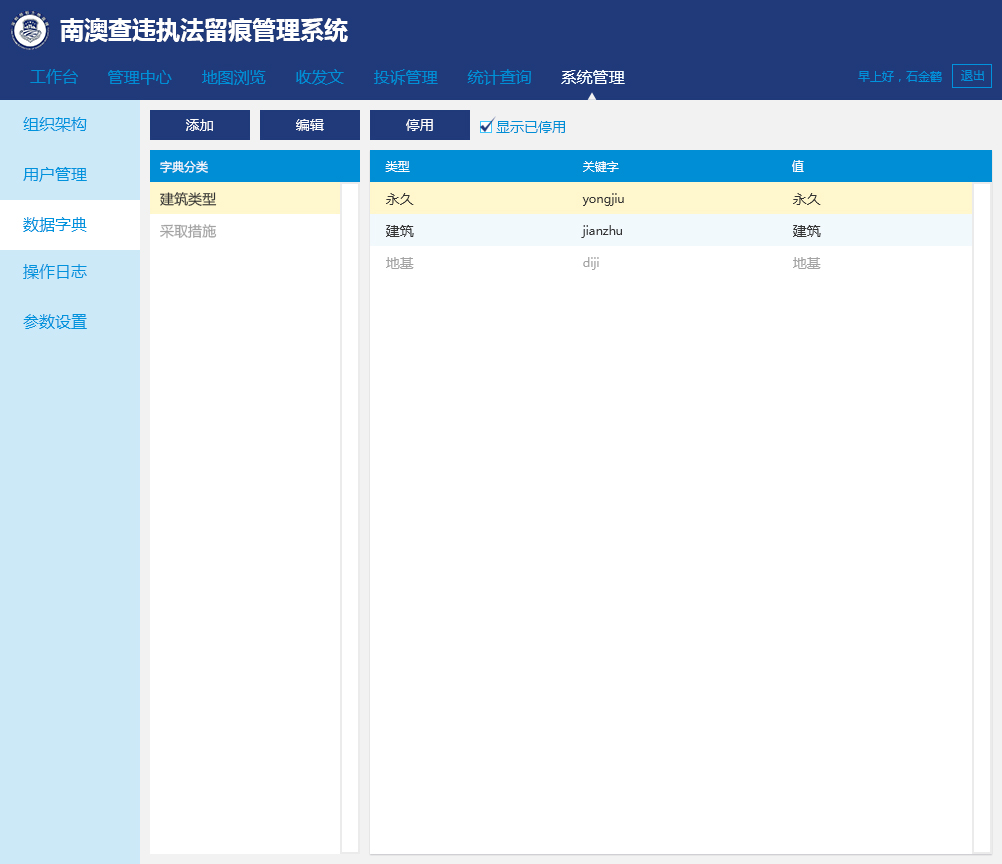 南澳查违执法留痕管理系统
工作台 管理中心 地图浏览 收发文 投诉管理 统计查询 系统管理 早上好，石金鹤 退出
组织架构
用户管理
数据字典
操作日志
参数设置
添加 编辑 停用 显示已停用
字典分类
建筑类型
采取措施
类型 关键字 值
永久 yongjiu 永久
建筑 jianzhu 建筑
地基 diji 地基